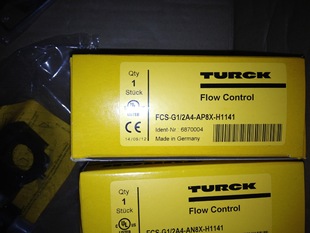 Qty
1
Stück
TURCK
Flow Control
FCS-G1/2A4-AP8X-H1141
Ident-Nr.: 6870004
Made in Germany
Qty
1
Stück
TURCK
Flow Control
FCS-G1/2A4-AN8X-H1141